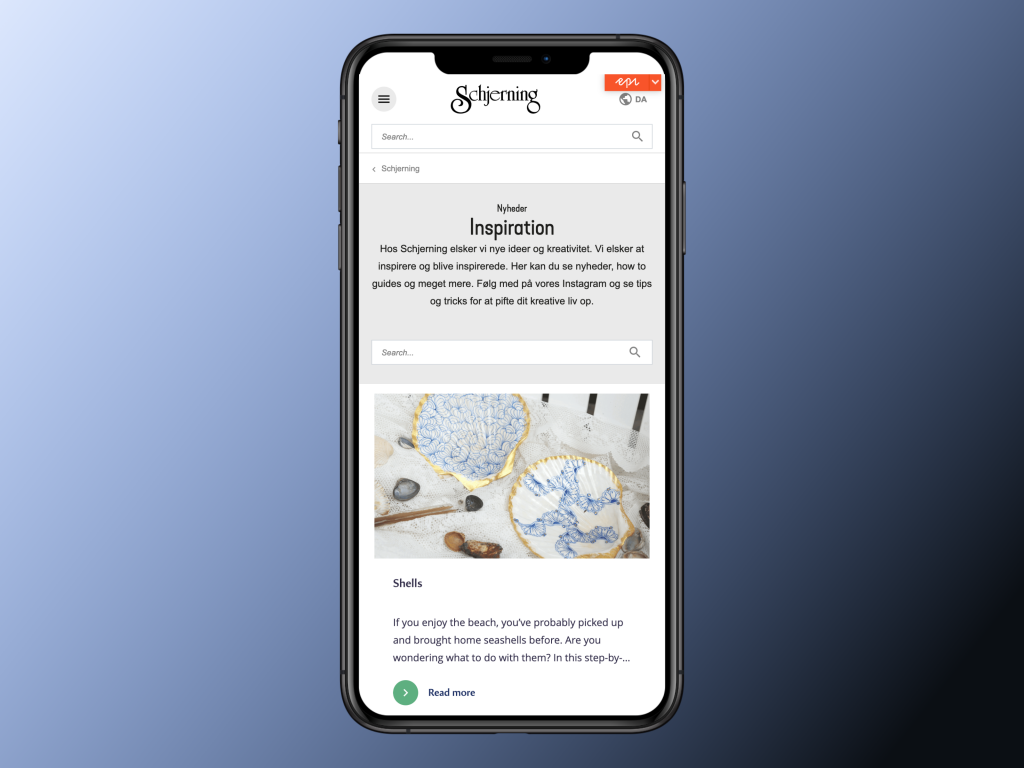 epi
Schjerning
DA
Search...
Schjerning
Nyheder
Inspiration
Hos Schjerning elsker vi nye ideer og kreativitet. Vi elsker at
inspirere og blive inspirerede. Her kan du se nyheder, how to
guides og meget mere. Følg med på vores Instagram og se tips
og tricks for at pifte dit kreative liv op.
Search...
Shells
If you enjoy the beach, you've probably picked up
and brought home seashells before. Are you
wondering what to do with them? In this step-by-...
Read more